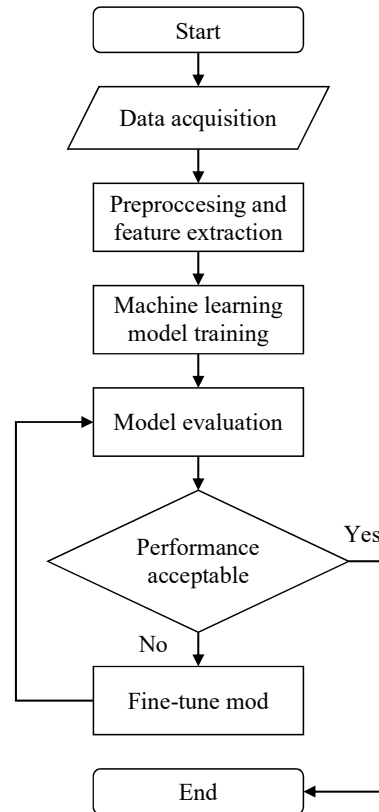 Start
Data acquisition
Preproccesing and
feature extraction
Machine learning
model training
Model evaluation
Performance
acceptable
Yes
No
Fine-tune mod
End